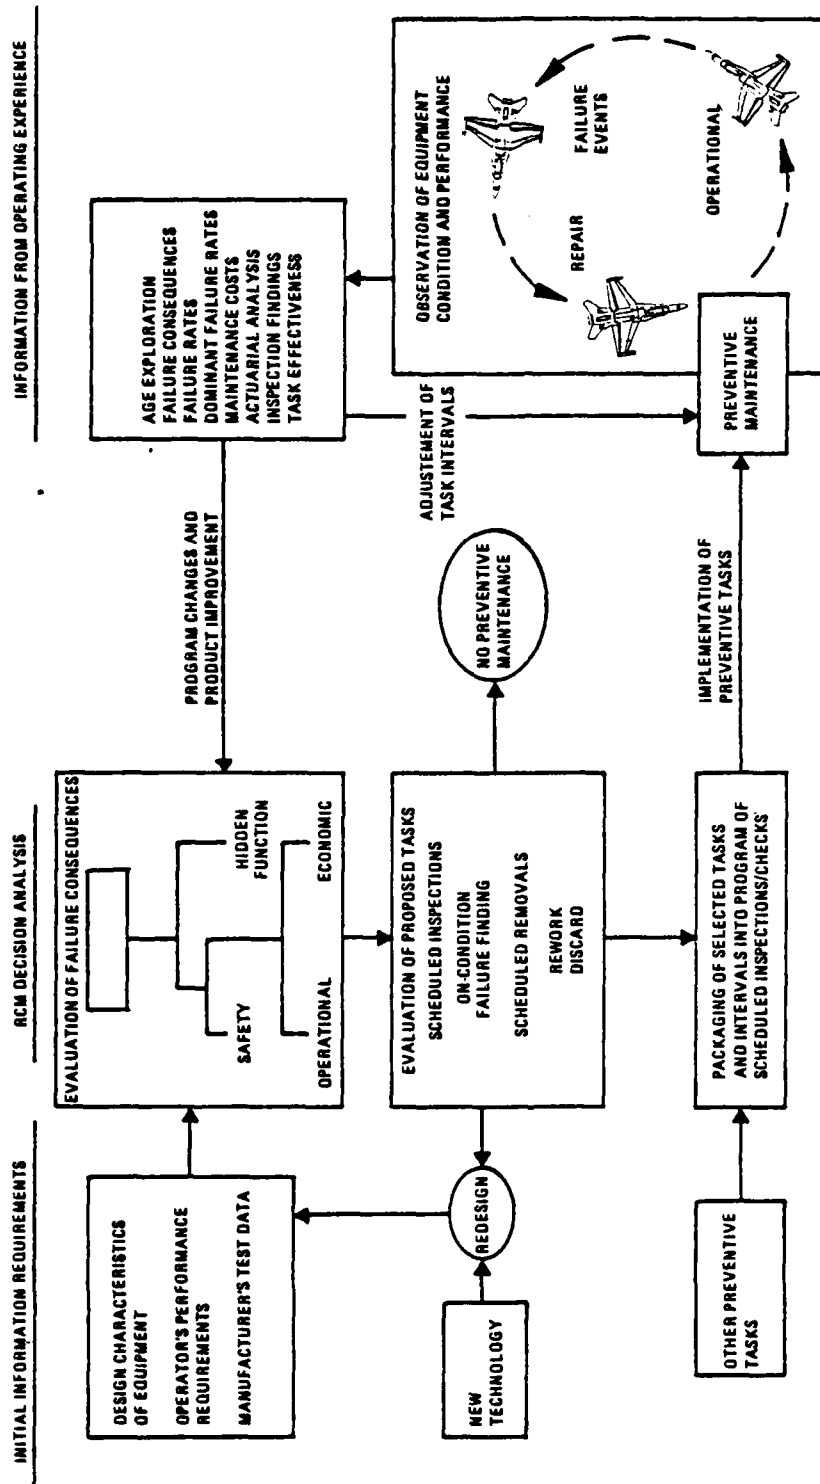 INITIAL INFORMATION REQUIREMENTS
RCM DECISION ANALYSIS
INFORMATION FROM OPERATING EXPERIENCE
DESIGN CHARACTERISTICS
OF EQUIPMENT
OPERATOR'S PERFORMANCE
REQUIREMENTS
MANUFACTURER'S TEST DATA
EVALUATION OF FAILURE CONSEQUENCES
SAFETY
HIDDEN
FUNCTION
OPERATIONAL
ECONOMIC
PROGRAM CHANGES AND
PRODUCT IMPROVEMENT
AGE EXPLORATION
FAILURE CONSEQUENCES
FAILURE RATES
DOMINANT FAILURE RATES
MAINTENANCE COSTS
ACTUARIAL ANALYSIS
INSPECTION FINDINGS
TASK EFFECTIVENESS
NEW
TECHNOLOGY
REDESIGN
EVALUATION OF PROPOSED TASKS
SCHEDULED INSPECTIONS
ON-CONDITION
FAILURE FINDING
SCHEDULED REMOVALS
REWORK
DISCARD
NO PREVENTIVE
MAINTENANCE
ADJUSTEMENT OF
TASK INTERVALS
OBSERVATION OF EQUIPMENT
CONDITION AND PERFORMANCE
REPAIR
FAILURE
EVENTS
OPERATIONAL
OTHER PREVENTIVE
TASKS
PACKAGING OF SELECTED TASKS
AND INTERVALS INTO PROGRAM OF
SCHEDULED INSPECTIONS/CHECKS
IMPLEMENTATION OF
PREVENTIVE TASKS
PREVENTIVE
MAINTENANCE